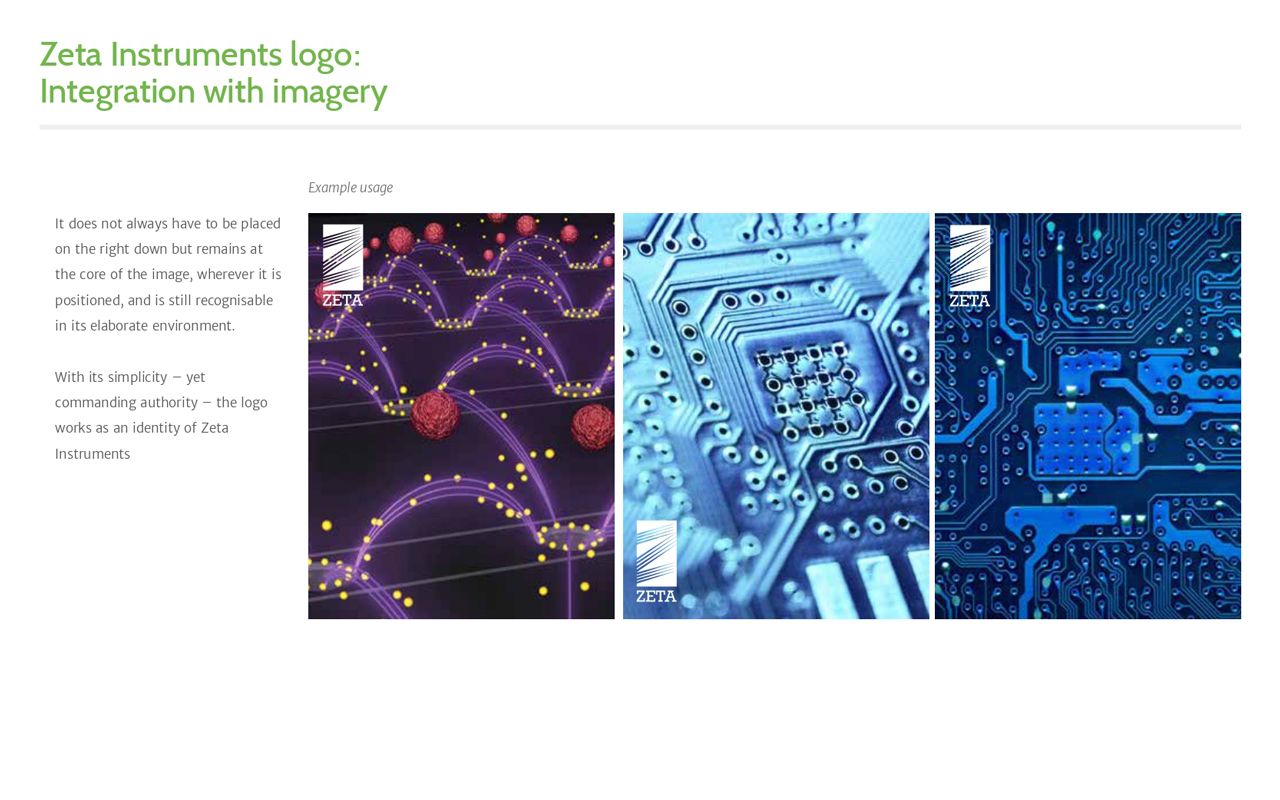 Zeta Instruments logo:
Integration with imagery
Example usage
It does not always have to be placed
on the right down but remains at
the core of the image, wherever it is
positioned, and is still recognisable
in its elaborate environment.
With its simplicity – yet
commanding authority – the logo
works as an identity of Zeta
Instruments
ZETA
ZETA
ZETA